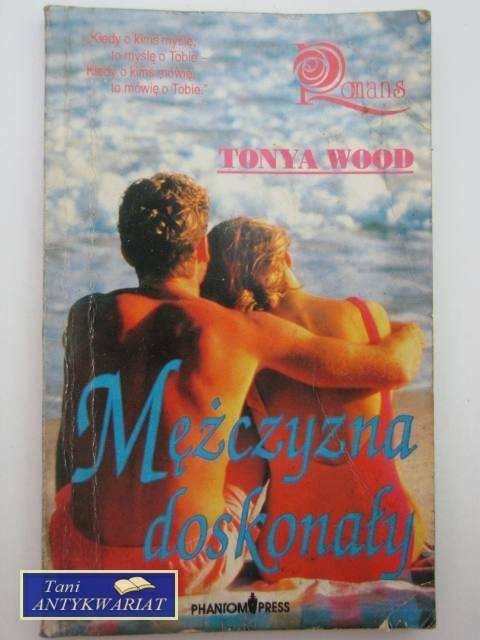 „Kiedy o kimś myślę,
to myślę o Tobie –
Kiedy o kimś mówię,
to mówię o Tobie.”
Romans
TONYA WOOD
Mężczyzna
doskonały
Tani
ANTYKWARIAT
PHANTOM PRESS